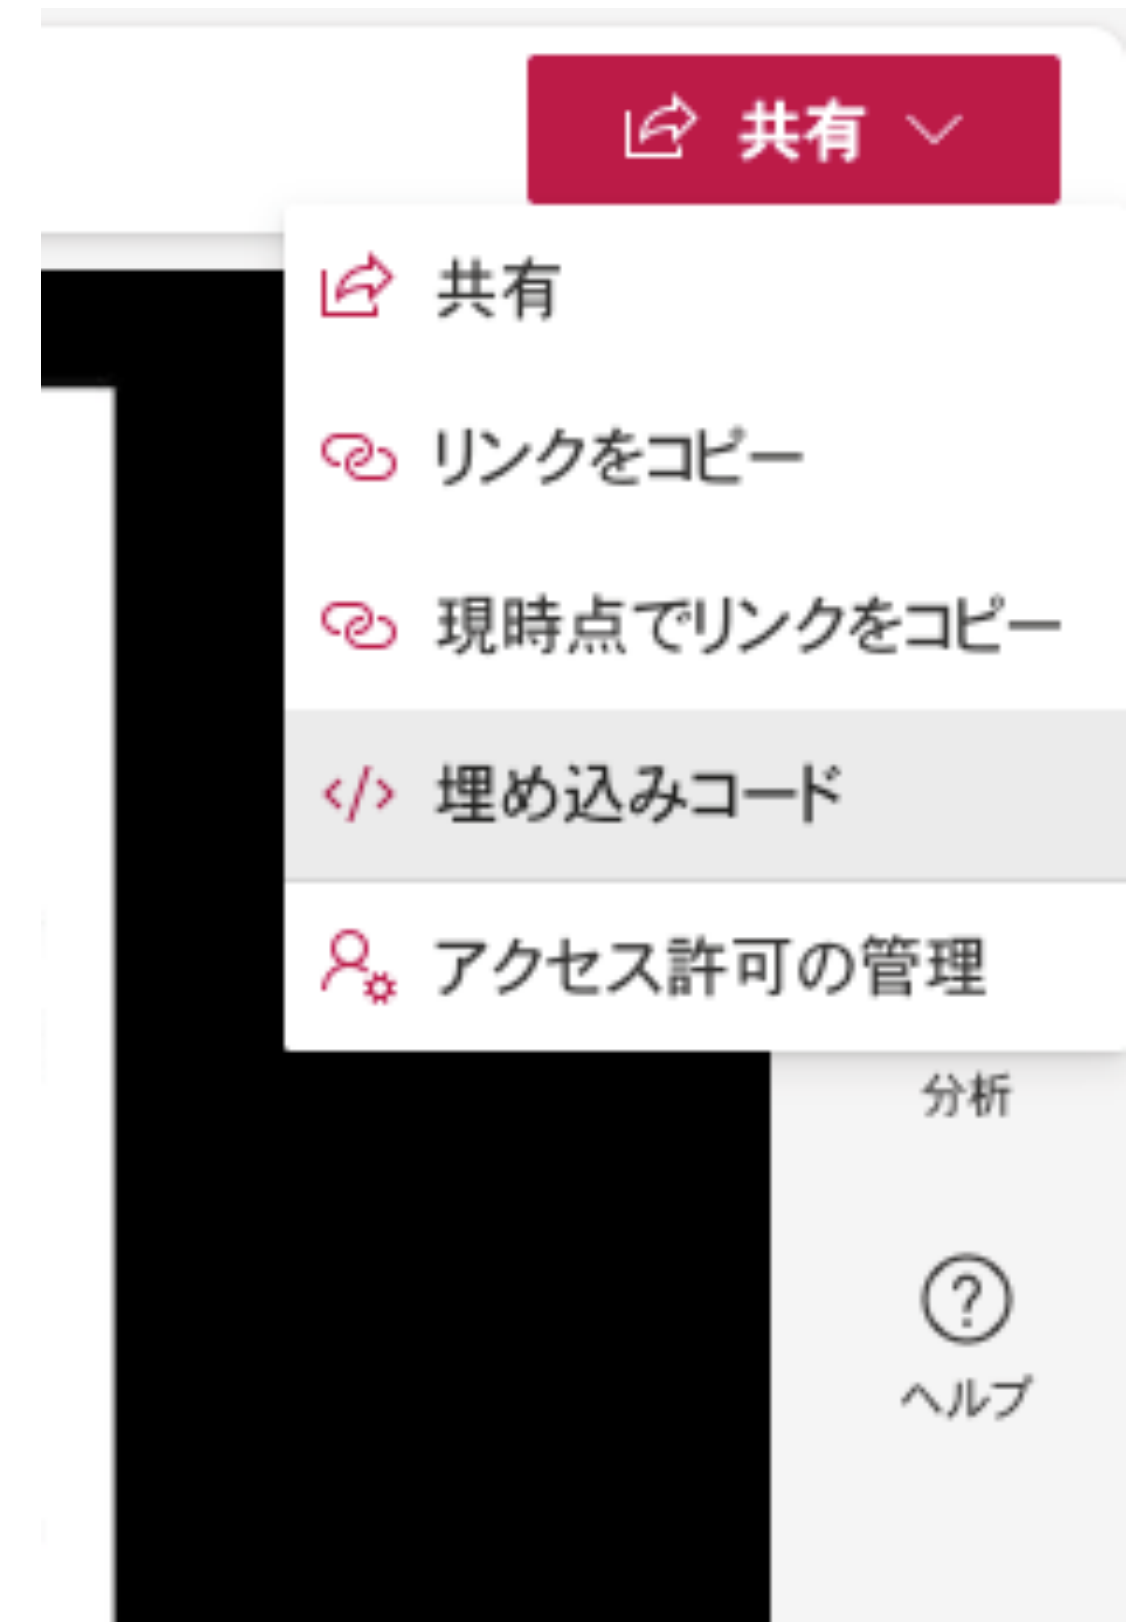 共有
共有
リンクをコピー
現時点でリンクをコピー
埋め込みコード
アクセス許可の管理
分析
ヘルプ